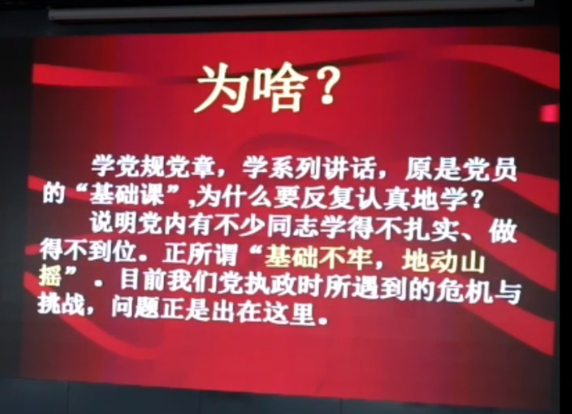 为啥？
学党规党章，学系列讲话，原是党员
的“基础课”,为什么要反复认真地学？
说明党内有不少同志学得不扎实、做
得不到位。正所谓“基础不牢，地动山
摇”。目前我们党执政时所遇到的危机与
挑战，问题正是出在这里。